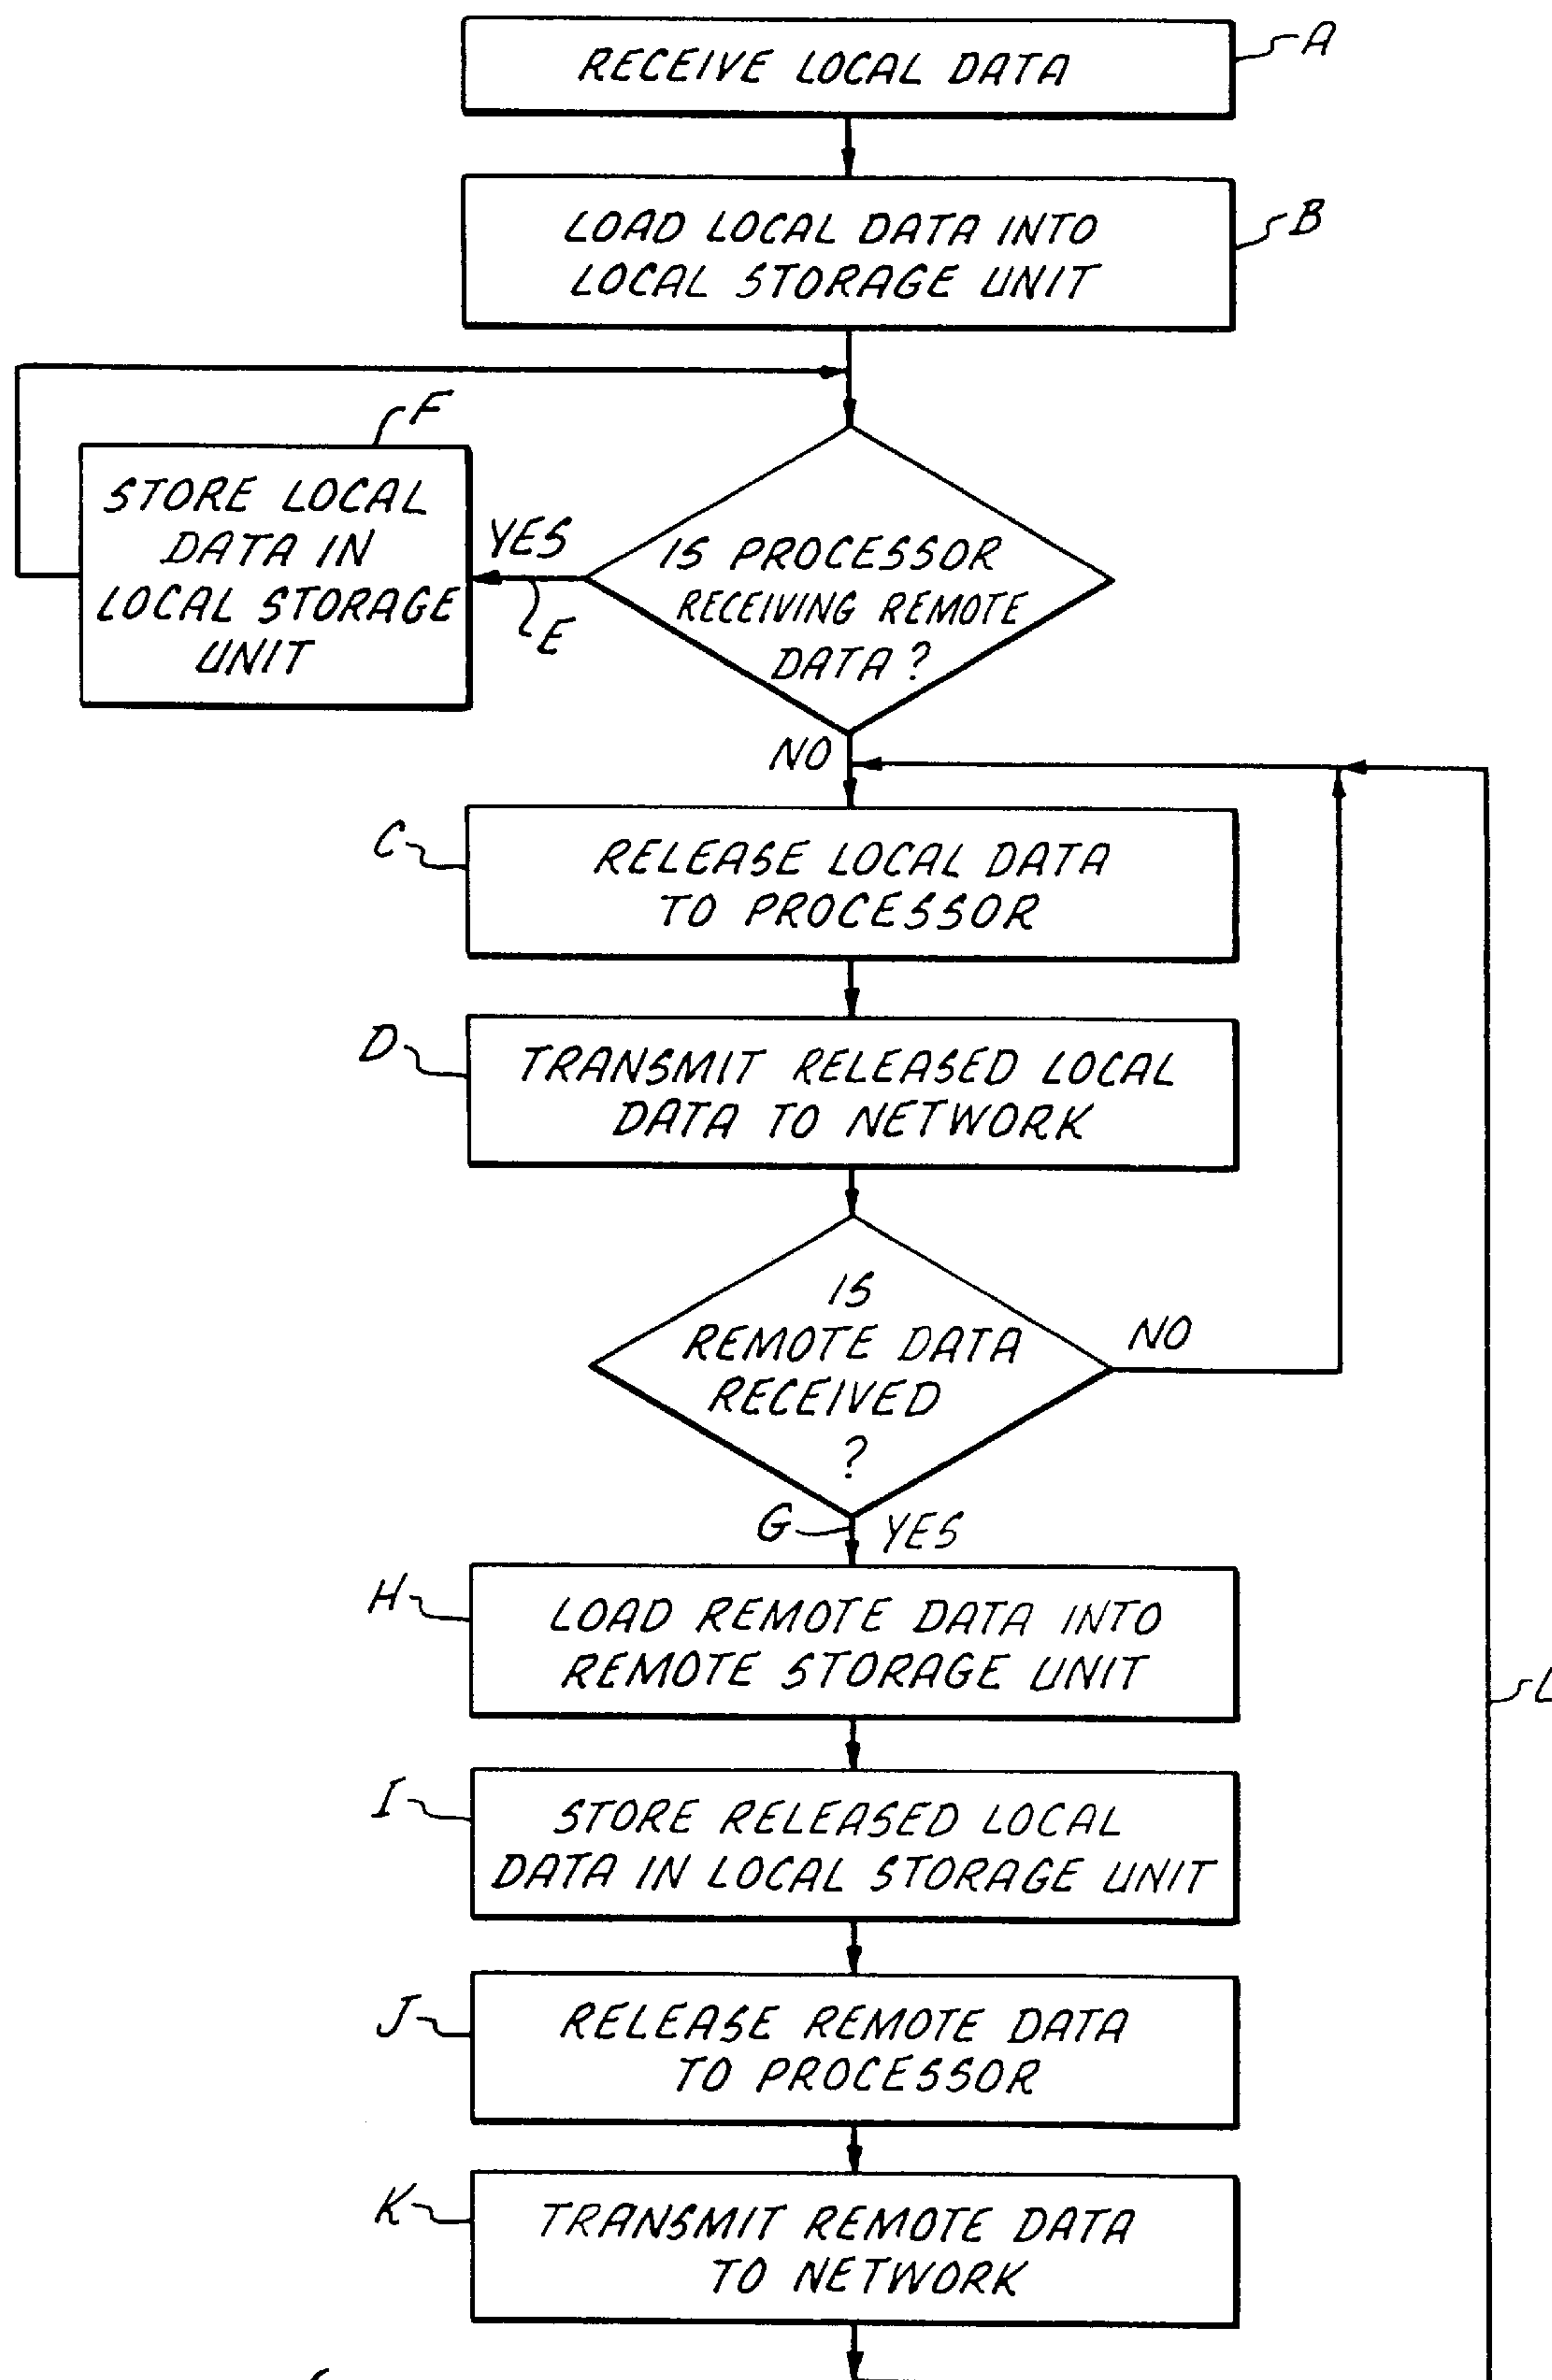 RECEIVE LOCAL DATA
A
LOAD LOCAL DATA INTO
LOCAL STORAGE UNIT
B
F
STORE LOCAL
DATA IN
LOCAL STORAGE
UNIT
YES
E
IS PROCESSOR
RECEIVING REMOTE
DATA?
NO
C
RELEASE LOCAL DATA
TO PROCESSOR
D
TRANSMIT RELEASED LOCAL
DATA TO NETWORK
IS
REMOTE DATA
RECEIVED
?
NO
G
YES
H
LOAD REMOTE DATA INTO
REMOTE STORAGE UNIT
L
I
STORE RELEASED LOCAL
DATA IN LOCAL STORAGE UNIT
J
RELEASE REMOTE DATA
TO PROCESSOR
K
TRANSMIT REMOTE DATA
TO NETWORK